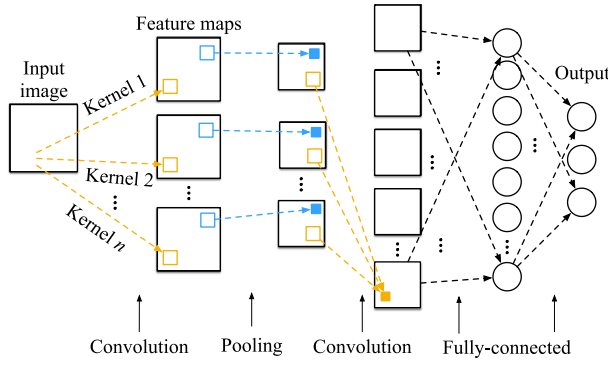 Feature maps
Input
image
Kernel 1
Kernel 2
Kernel n
Output
Convolution
Pooling
Convolution
Fully-connected